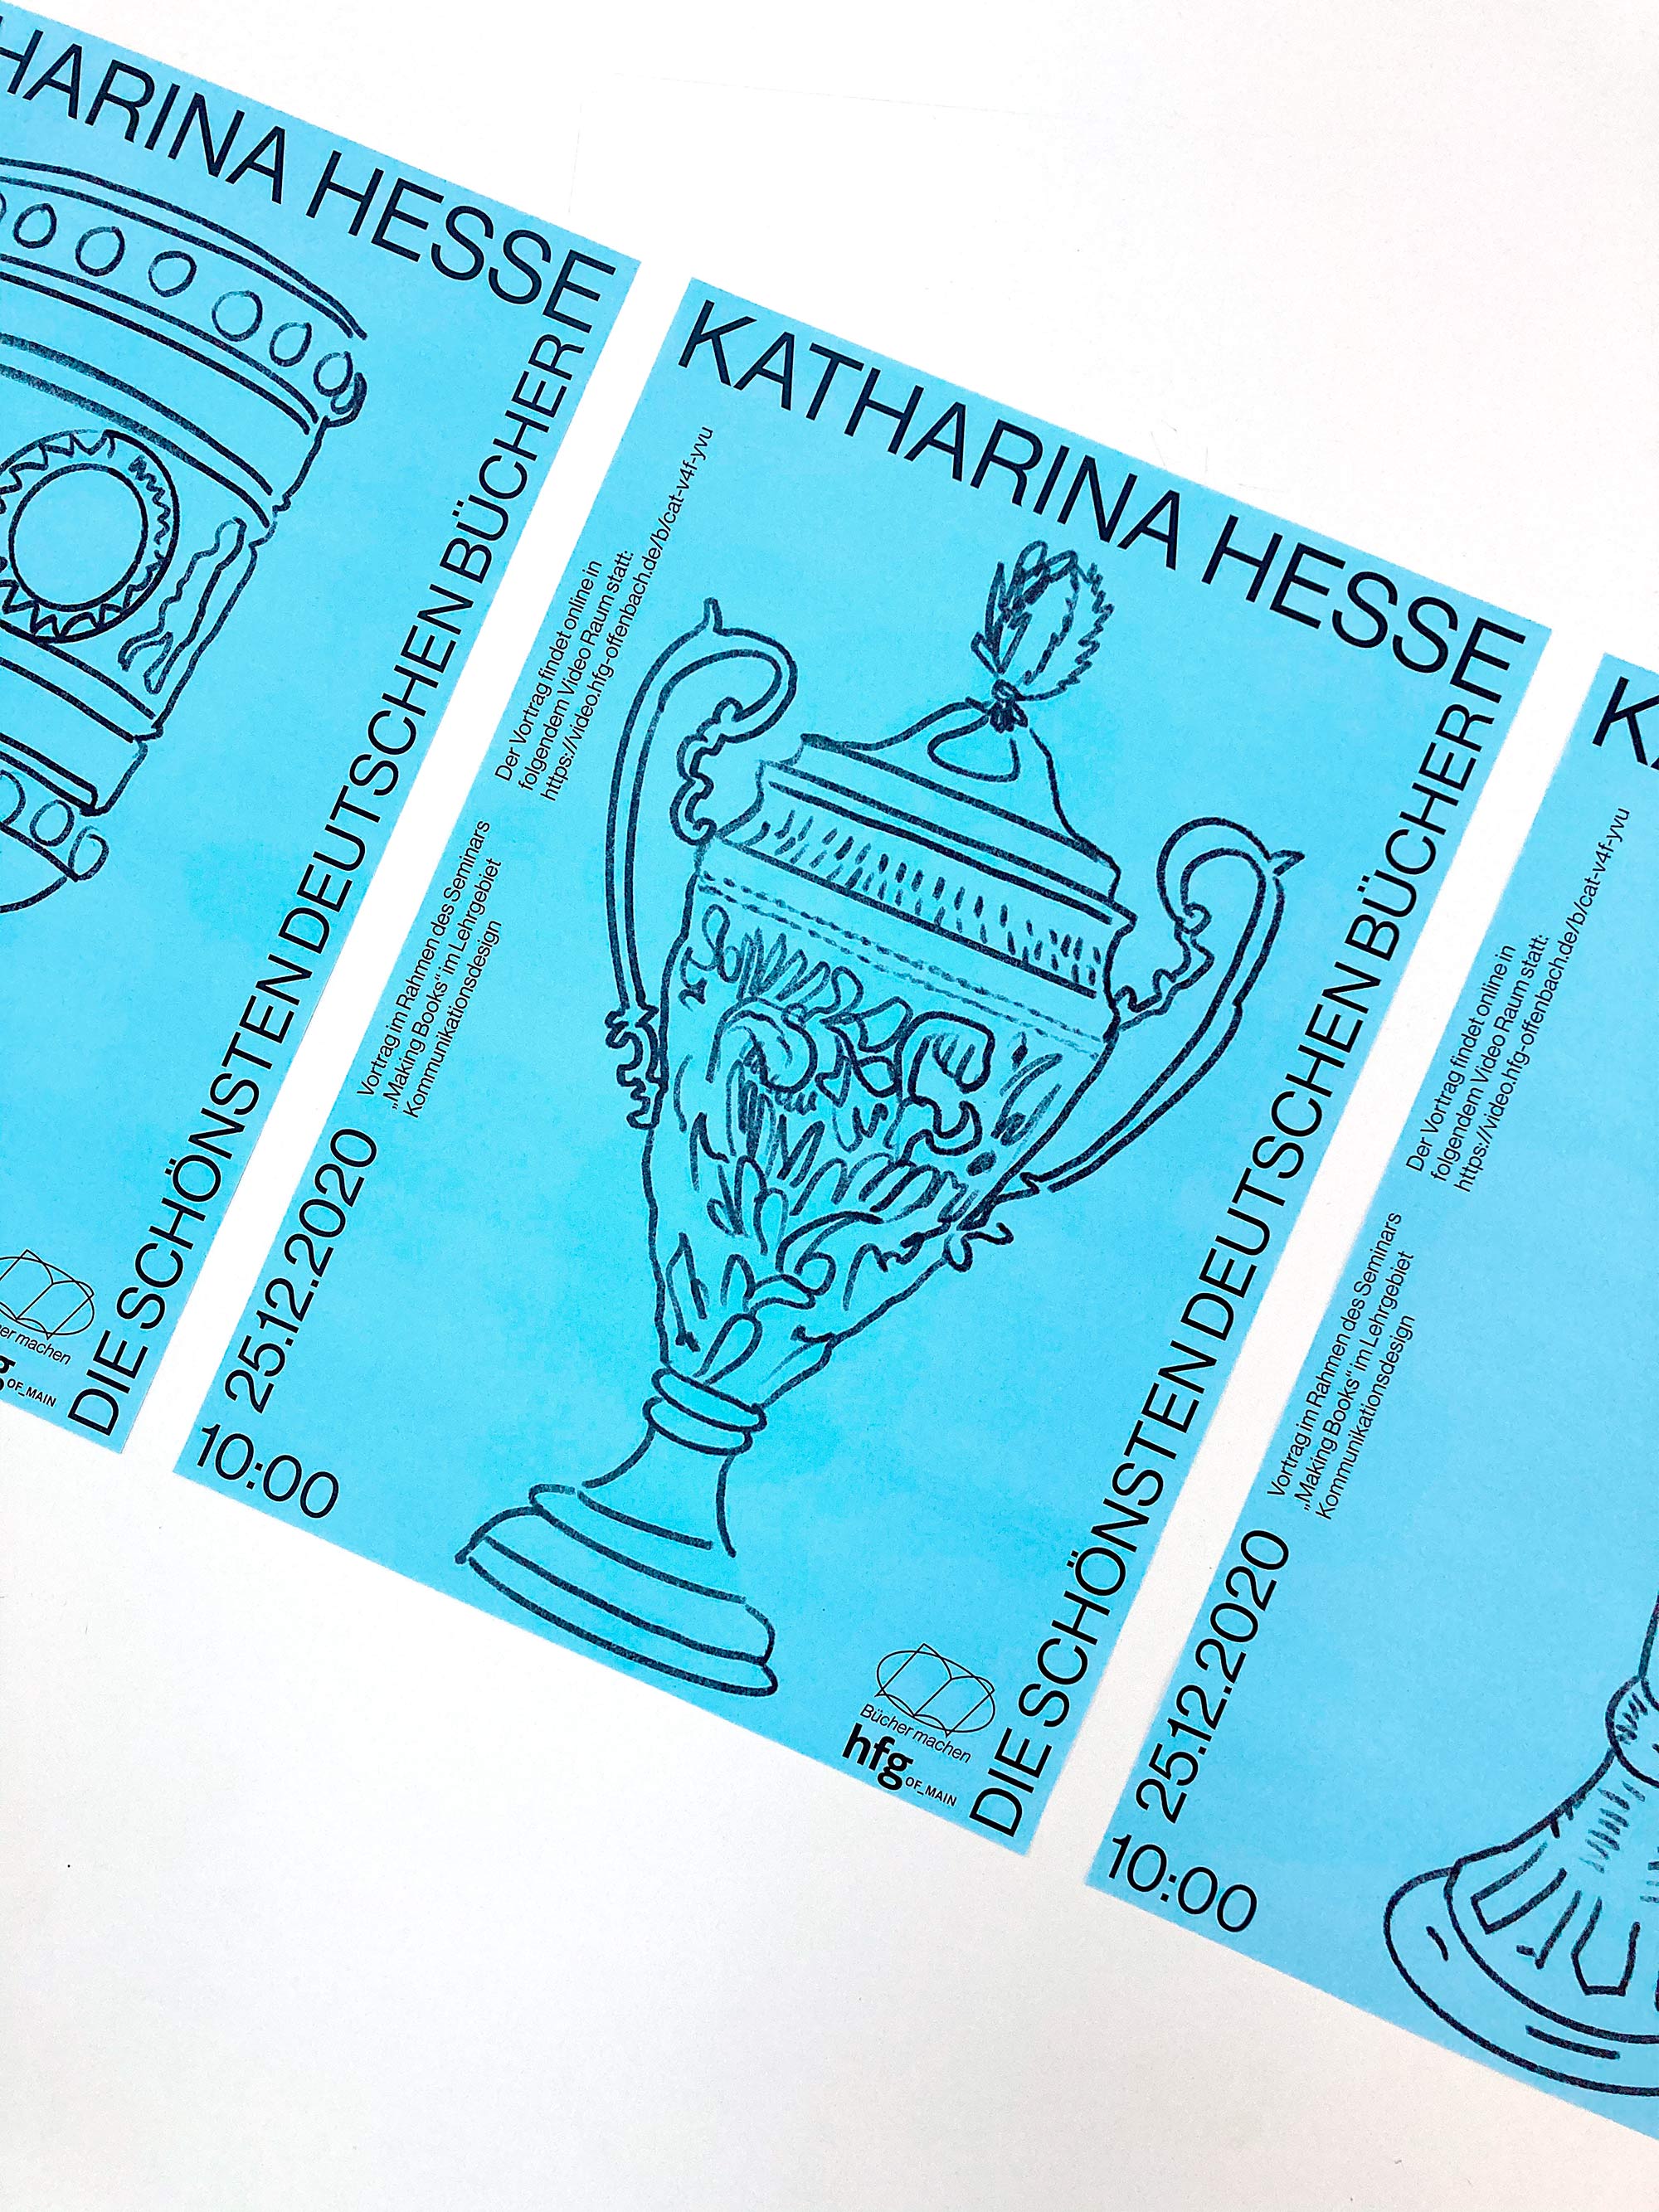 HARINA HESSE
DIE SCHÖNSTEN DEUTSCHEN BÜCHER
er machen
g OF_MAIN
KATHARINA HESSE
DIE SCHÖNSTEN DEUTSCHEN BÜCHER
Der Vortrag findet online in
folgendem Video Raum statt:
https://video.hfg-offenbach.de/b/cat-v4f-yvu
Vortrag im Rahmen des Seminars
„Making Books“ im Lehrgebiet
Kommunikationsdesign
25.12.2020
10:00
Bücher machen
hfg OF_MAIN
K
Der Vortrag findet online in
folgendem Video Raum statt:
https://video.hfg-offenbach.de/b/cat-v4f-yvu
Vortrag im Rahmen des Seminars
„Making Books“ im Lehrgebiet
Kommunikationsdesign
25.12.2020
10:00